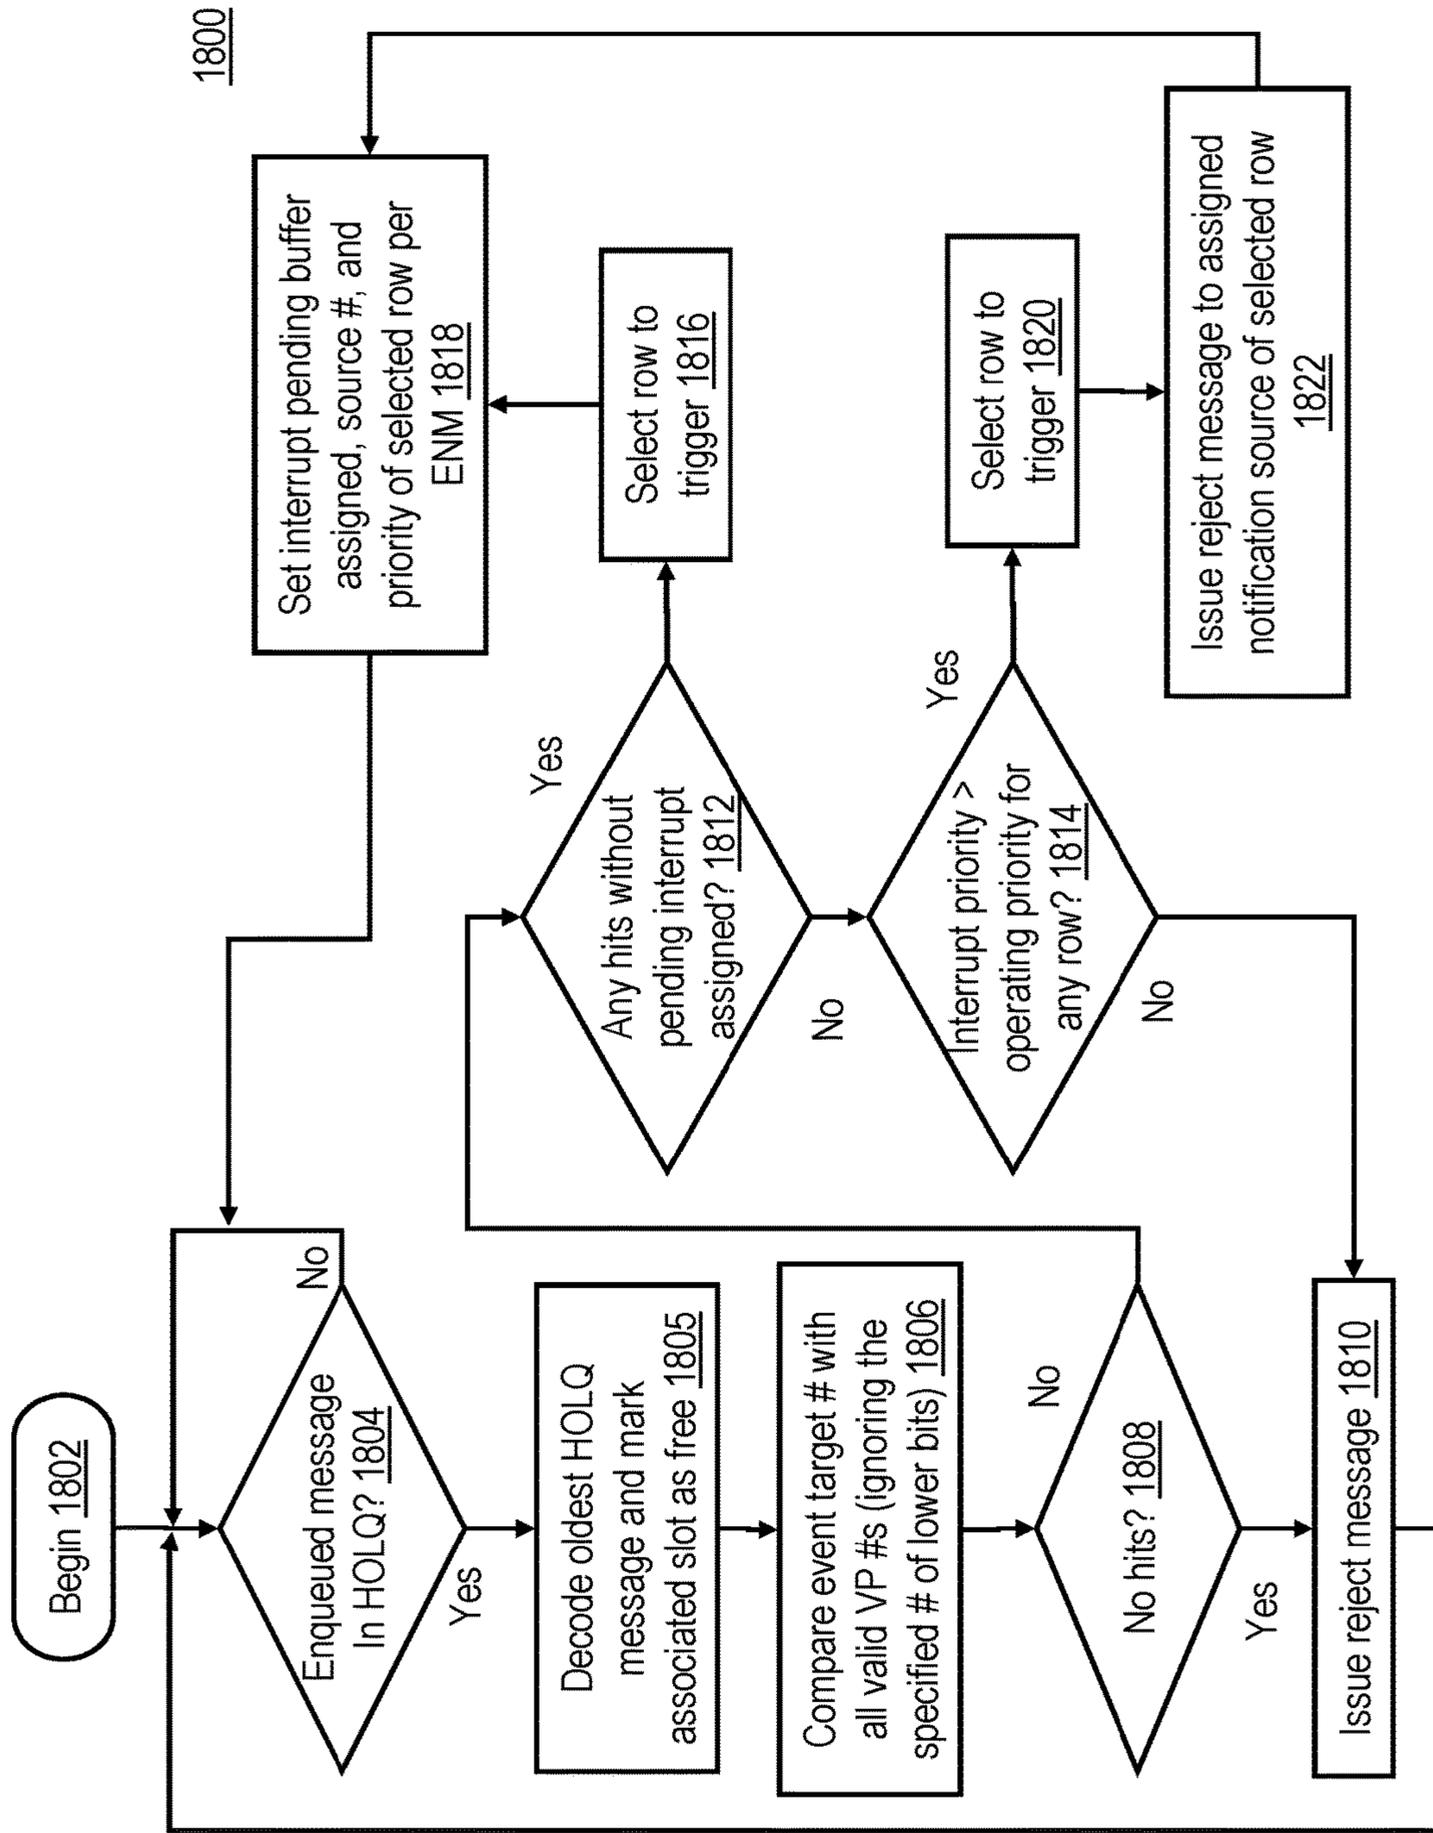 1800
Begin 1802
Enqueued message
In HOLQ? 1804
No
Yes
Decode oldest HOLQ
message and mark
associated slot as free 1805
Compare event target # with
all valid VP #s (ignoring the
specified # of lower bits) 1806
No hits? 1808
No
Yes
Issue reject message 1810
Any hits without
pending interrupt
assigned? 1812
Yes
No
Interrupt priority >
operating priority for
any row? 1814
Yes
No
Select row to
trigger 1816
Set interrupt pending buffer
assigned, source #, and
priority of selected row per
ENM 1818
Select row to
trigger 1820
Issue reject message to assigned
notification source of selected row
1822